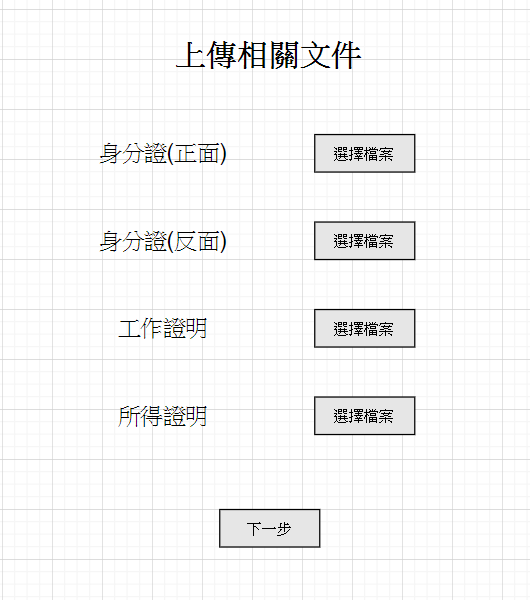 上傳相關文件
身分證(正面) 選擇檔案
身分證(反面) 選擇檔案
工作證明 選擇檔案
所得證明 選擇檔案
下一步